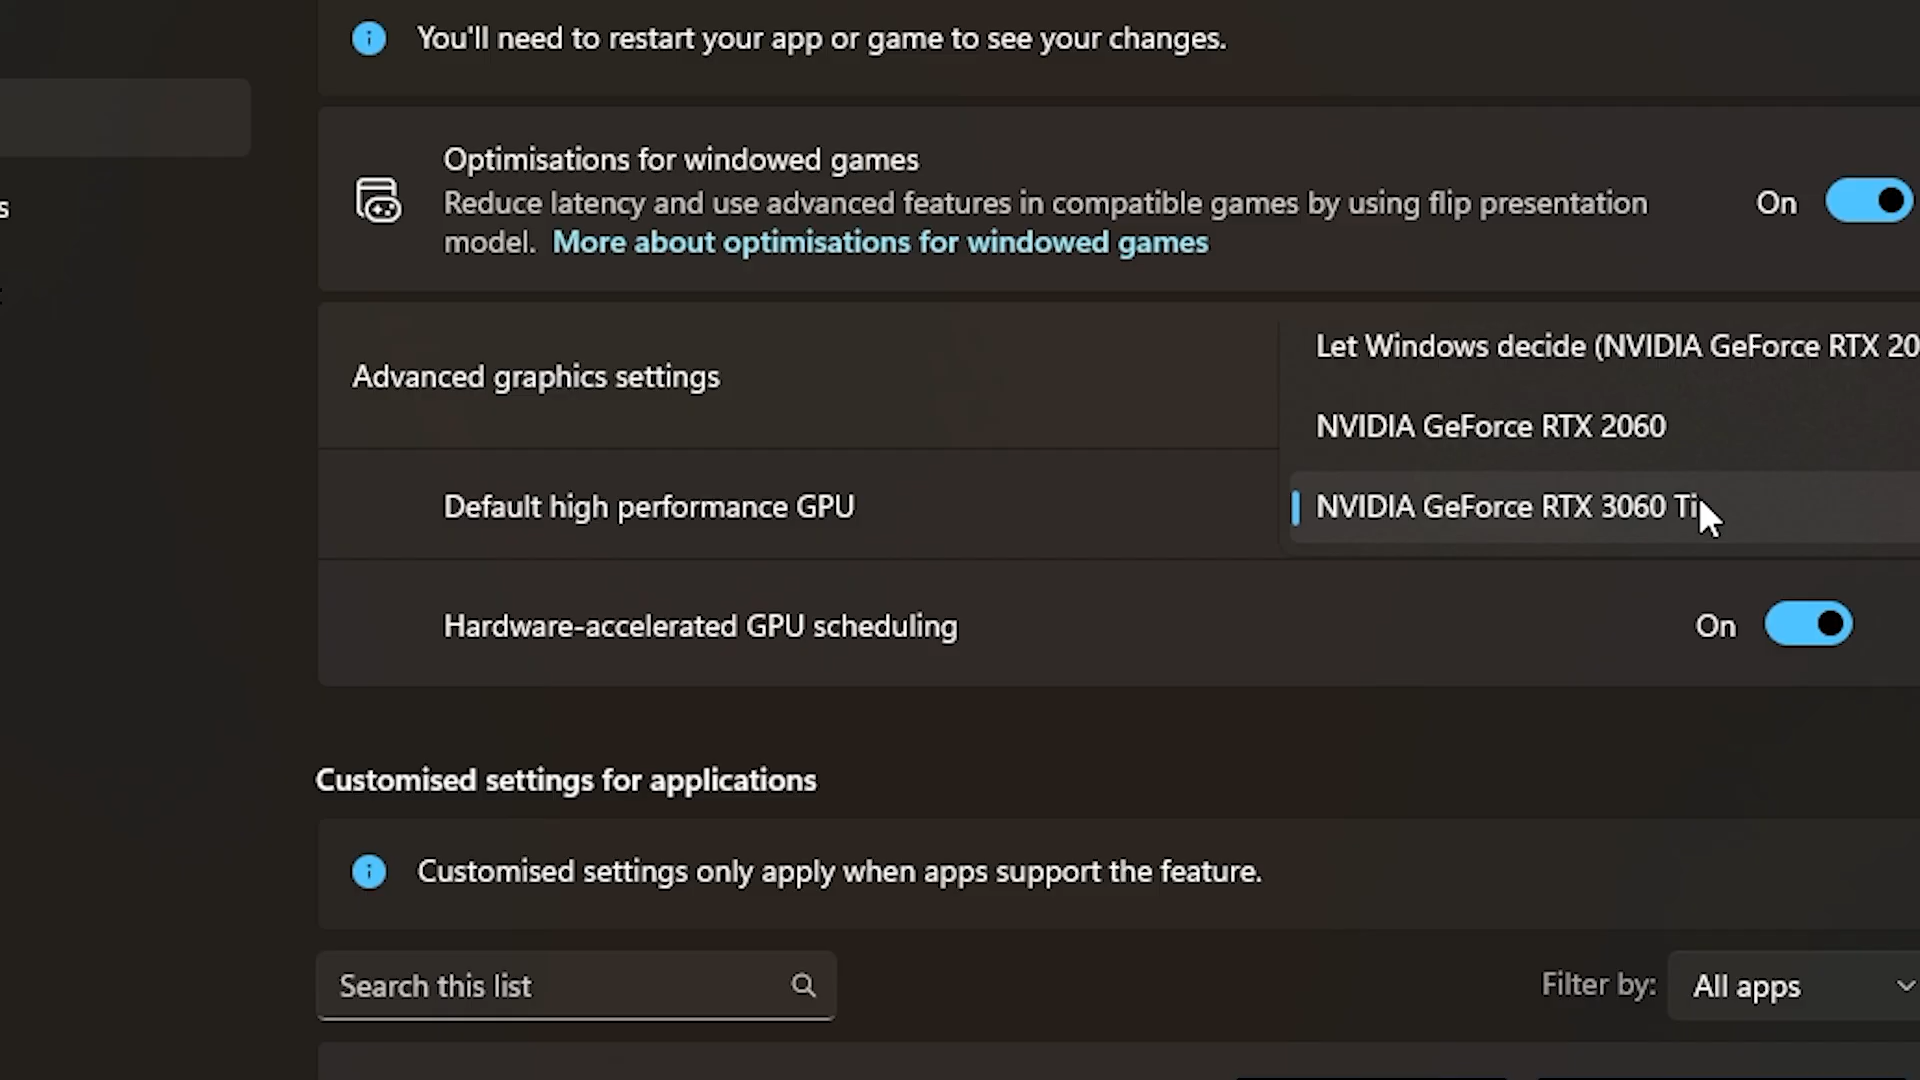 You'll need to restart your app or game to see your changes.
s
Optimisations for windowed games
Reduce latency and use advanced features in compatible games by using flip presentation
model. More about optimisations for windowed games
On
Advanced graphics settings
Let Windows decide (NVIDIA GeForce RTX 20
NVIDIA GeForce RTX 2060
Default high performance GPU
NVIDIA GeForce RTX 3060 Ti
Hardware-accelerated GPU scheduling
On
Customised settings for applications
Customised settings only apply when apps support the feature.
Search this list
Filter by:
All apps